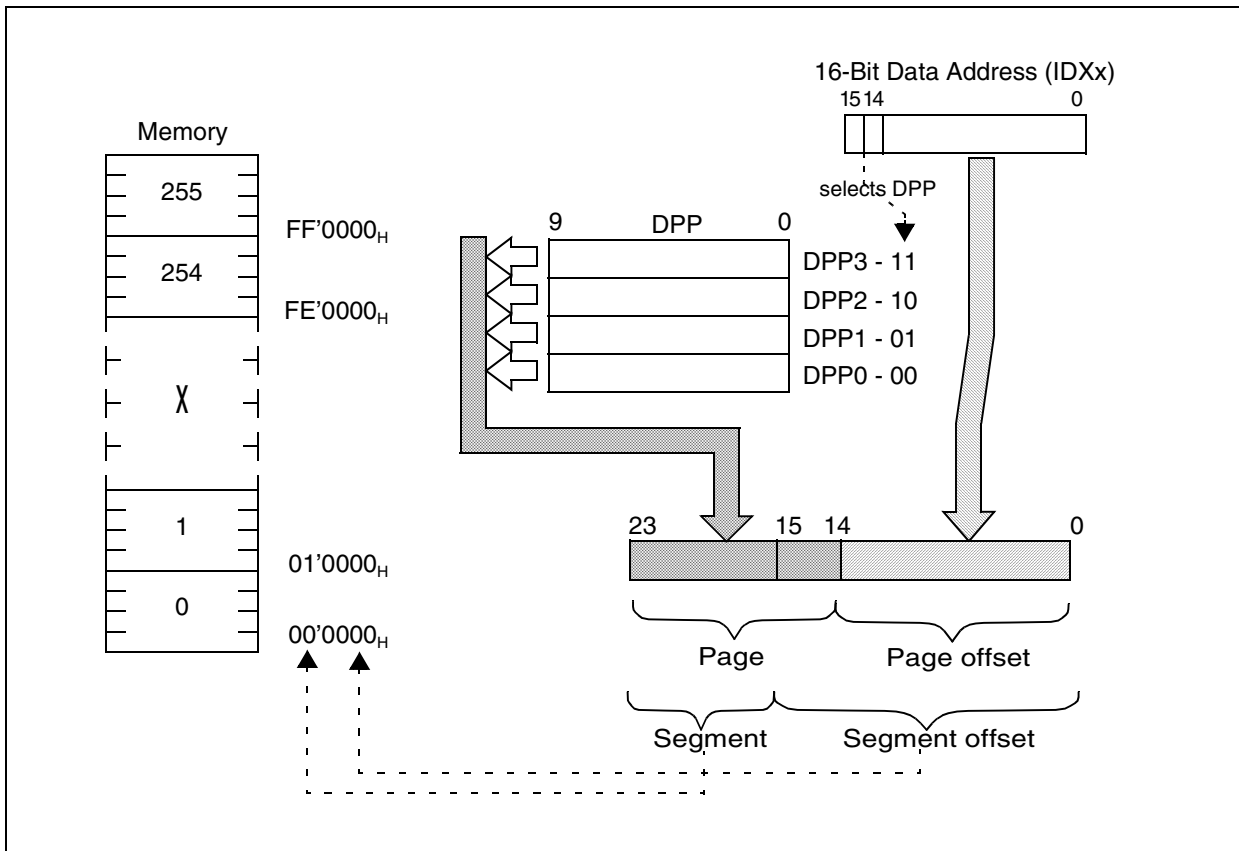 16-Bit Data Address (IDXx)
15 14 0
Memory
255
selects DPP
9 DPP 0
FF'0000H
DPP3 - 11
254
DPP2 - 10
FE'0000H
DPP1 - 01
DPP0 - 00
X
1
23 15 14 0
01'0000H
0
00'0000H
Page Page offset
Segment Segment offset